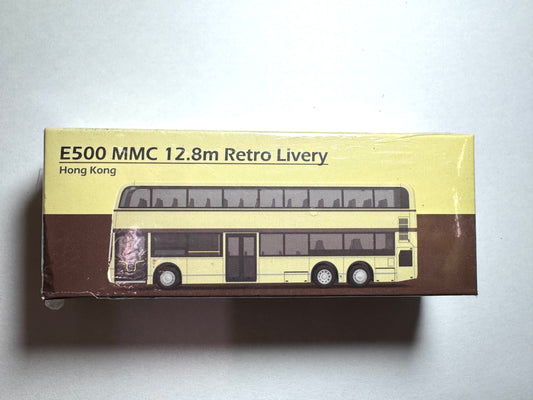 E500 MMC 12.8m Retro Livery
Hong Kong